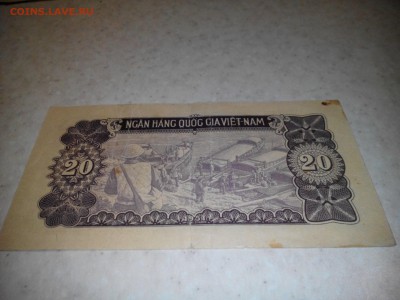 COINS.LAVE.RU
NGÂN HÀNG QUỐC GIA VIỆT-NAM
20 20